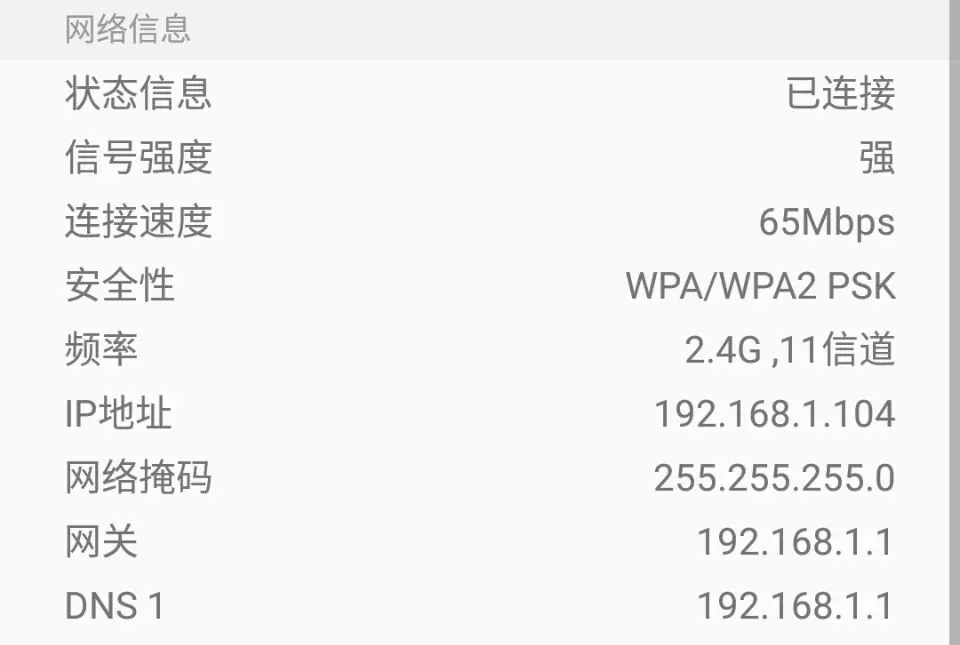 网络信息
状态信息 已连接
信号强度 强
连接速度 65Mbps
安全性 WPA/WPA2 PSK
频率 2.4G ,11信道
IP地址 192.168.1.104
网络掩码 255.255.255.0
网关 192.168.1.1
DNS 1 192.168.1.1